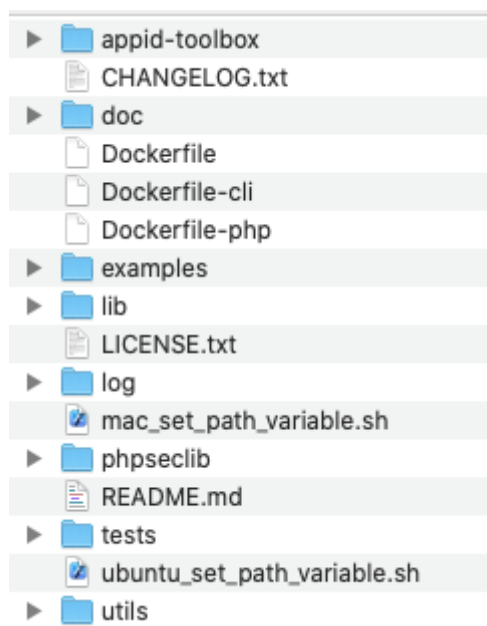 appid-toolbox
CHANGELOG.txt
doc
Dockerfile
Dockerfile-cli
Dockerfile-php
examples
lib
LICENSE.txt
log
mac_set_path_variable.sh
phpseclib
README.md
tests
ubuntu_set_path_variable.sh
utils